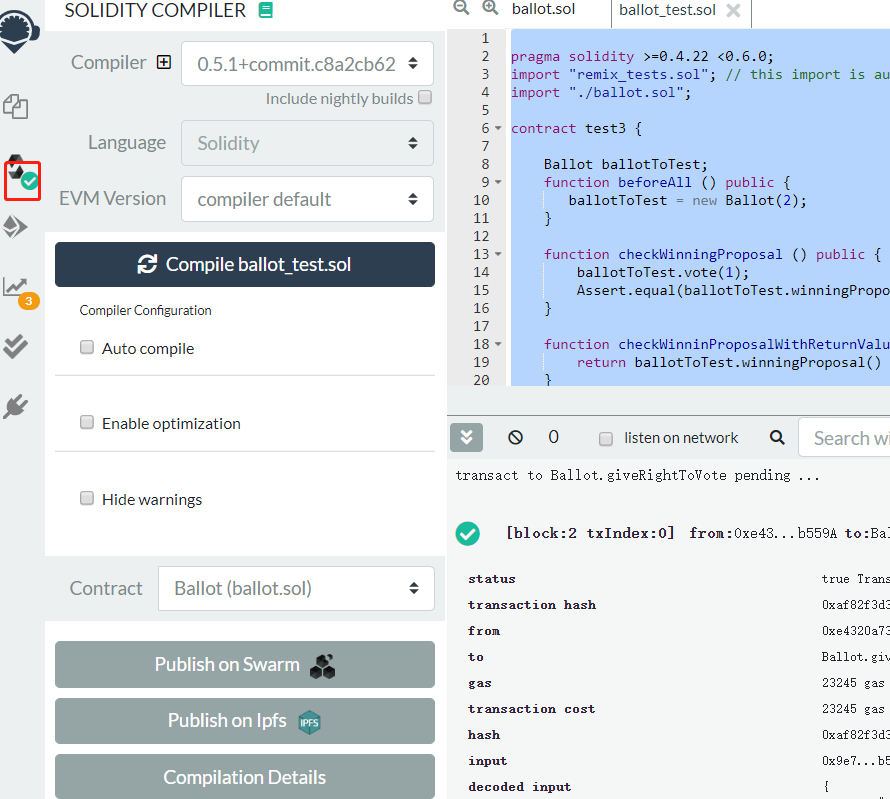 SOLIDITY COMPILER
Compiler
0.5.1+commit.c8a2cb62
Include nightly builds
Language
Solidity
EVM Version
compiler default
Compile ballot_test.sol
Compiler Configuration
Auto compile
Enable optimization
Hide warnings
Contract
Ballot (ballot.sol)
Publish on Swarm
Publish on Ipfs
IPFS
Compilation Details
3
ballot.sol
ballot_test.sol
1
2 pragma solidity >=0.4.22 <0.6.0;
3 import "remix_tests.sol"; // this import is au
4 import "./ballot.sol";
5
6 contract test3 {
7
8 Ballot ballotToTest;
9 function beforeAll () public {
10 ballotToTest = new Ballot(2);
11 }
12
13 function checkWinningProposal () public {
14 ballotToTest.vote(1);
15 Assert.equal(ballotToTest.winningPropo
16 }
17
18 function checkWinninProposalWithReturnValu
19 return ballotToTest.winningProposal()
20 }
0
listen on network
Search wi
transact to Ballot.giveRightToVote pending ...
[block:2 txIndex:0] from:0xe43...b559A to:Bal
status true Trans
transaction hash 0xaf82f3d3
from 0xe4320a73
to Ballot.giv
gas 23245 gas
transaction cost 23245 gas
hash 0xaf82f3d3
input 0x9e7...b5
decoded input {